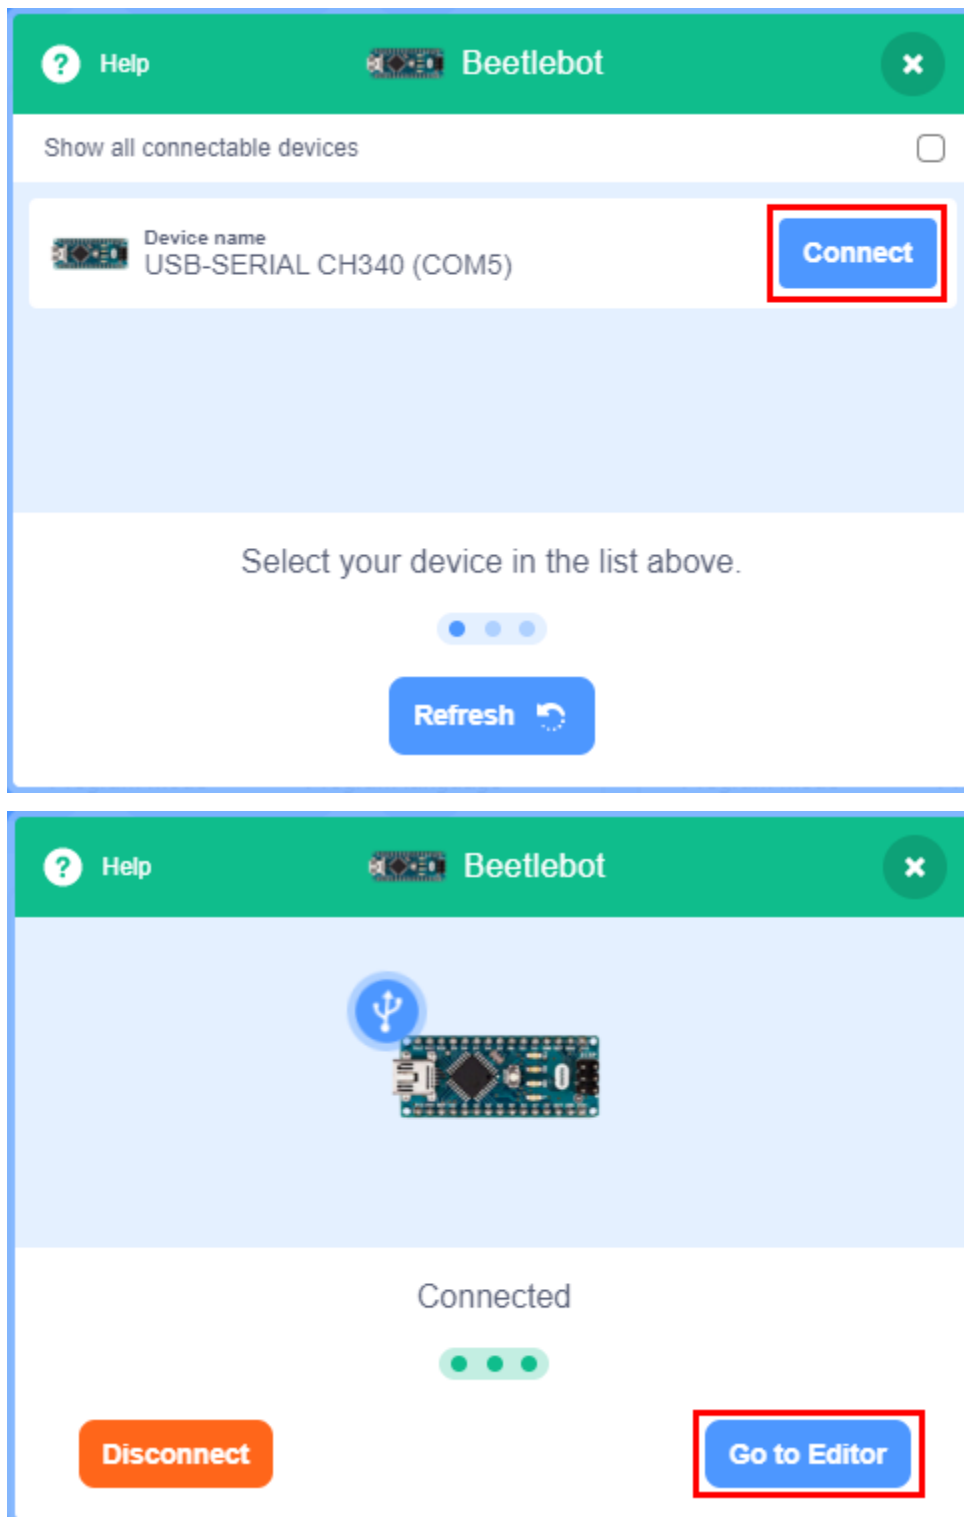 ? Help
Beetlebot
Show all connectable devices
Device name
USB-SERIAL CH340 (COM5)
Connect
Select your device in the list above.
Refresh
? Help
Beetlebot
Connected
Disconnect
Go to Editor